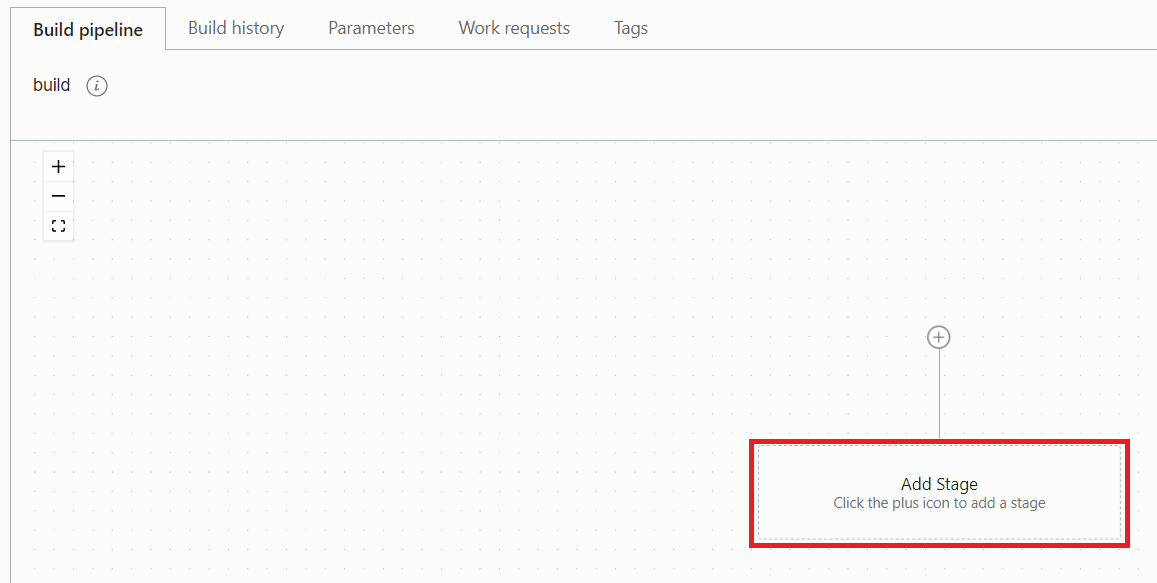 Build pipeline Build history Parameters Work requests Tags
build
Add Stage
Click the plus icon to add a stage